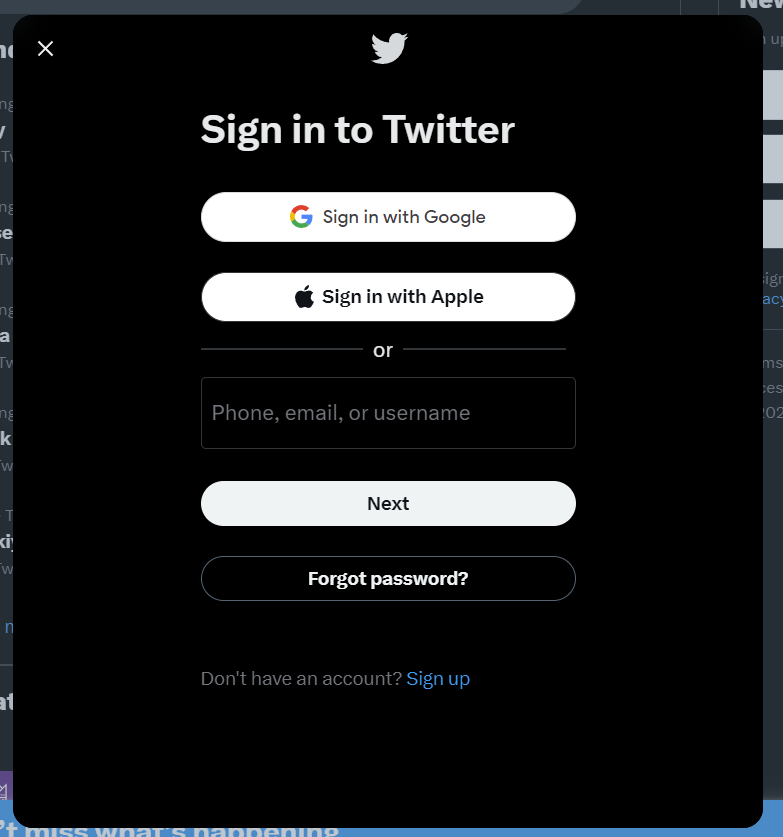 Sign in to Twitter
Sign in with Google
Sign in with Apple
or
Phone, email, or username
Next
Forgot password?
Don't have an account? Sign up
't miss what's happening